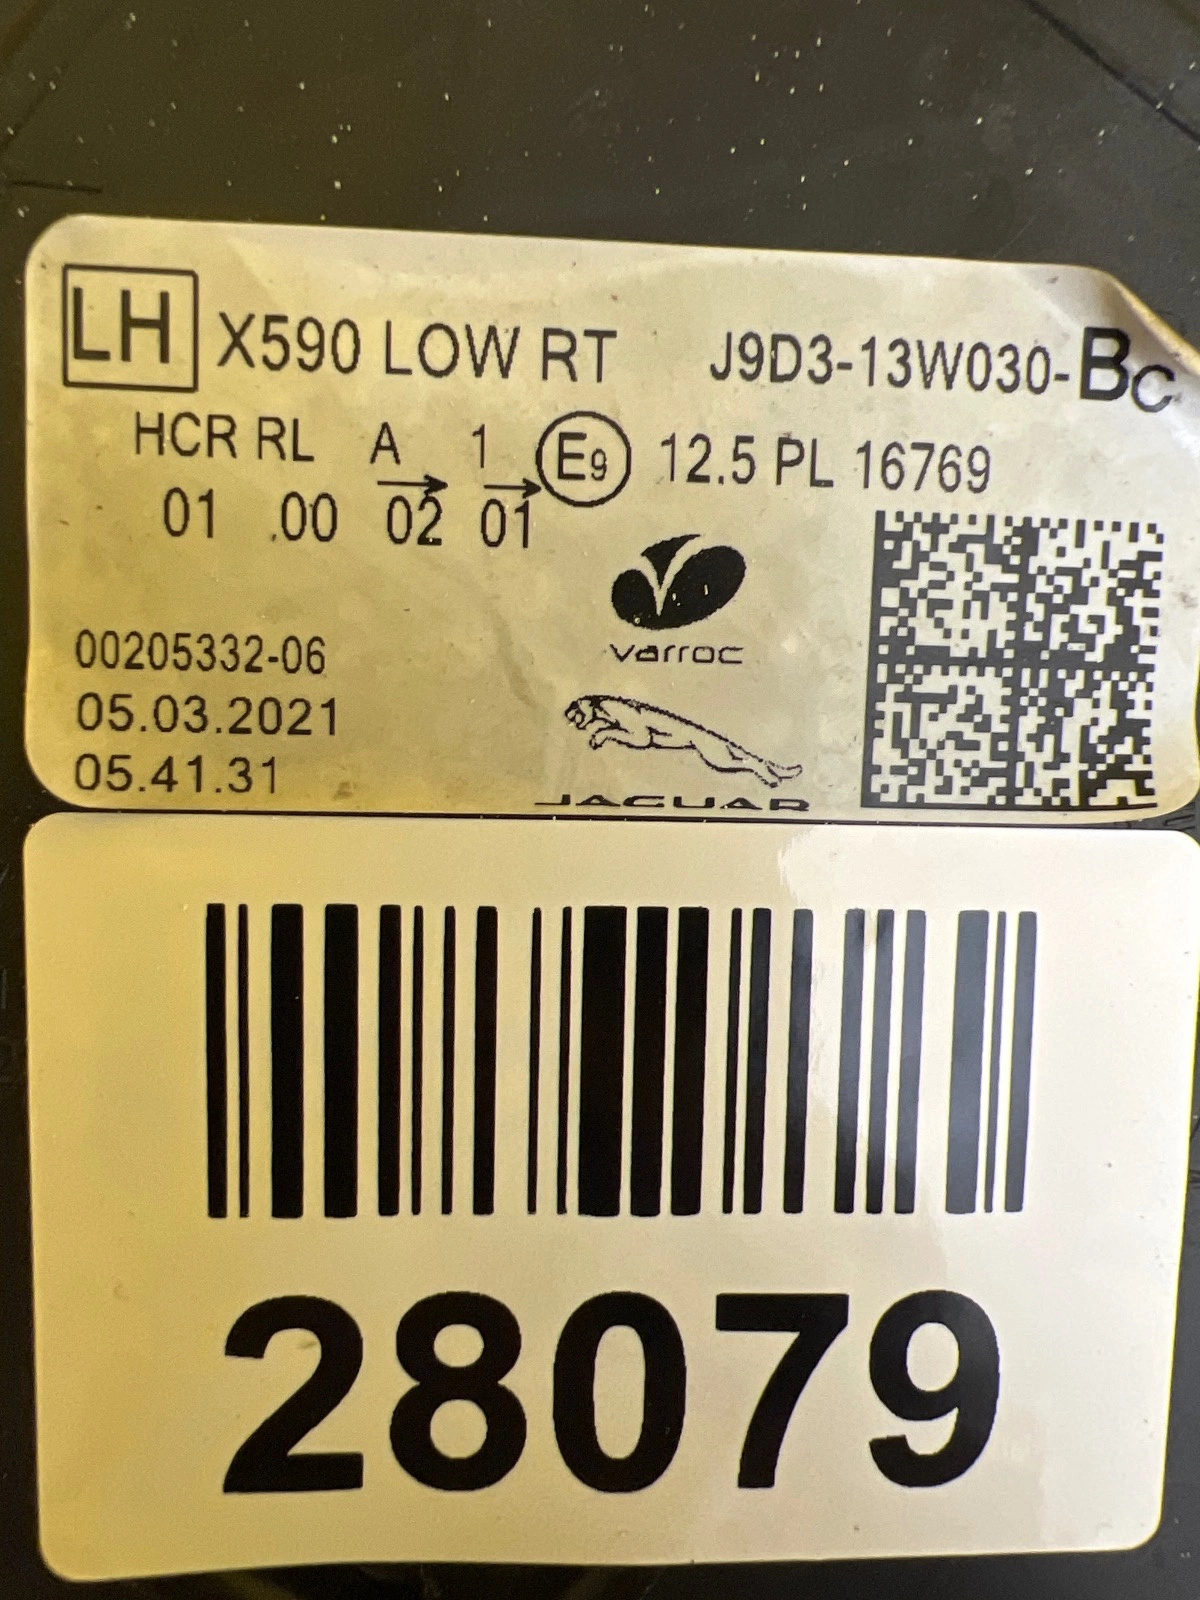 LH X590 LOW RT J9D3-13W030-BC
HCR RL A 1 E9 12.5 PL 16769
01 .00 02 01
varroc
00205332-06
05.03.2021
05.41.31
JAGUAR
28079